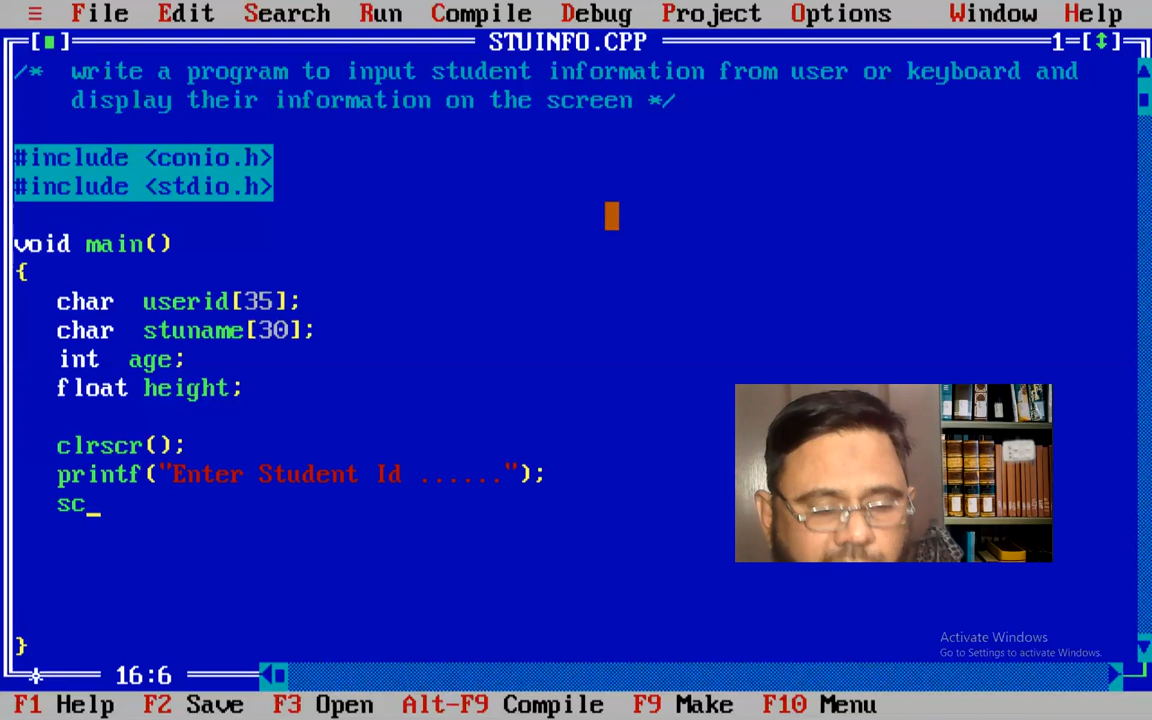 ≡ File Edit Search Run Compile Debug Project Options Window Help
[■] STUINFO.CPP 1=[↕]
/* write a program to input student information from user or keyboard and
display their information on the screen */
#include <conio.h>
#include <stdio.h>
void main()
{
char userid[35];
char stuname[30];
int age;
float height;
clrscr();
printf("Enter Student Id ......");
sc_
}
Activate Windows
Go to Settings to activate Windows.
16:6
F1 Help F2 Save F3 Open Alt-F9 Compile F9 Make F10 Menu